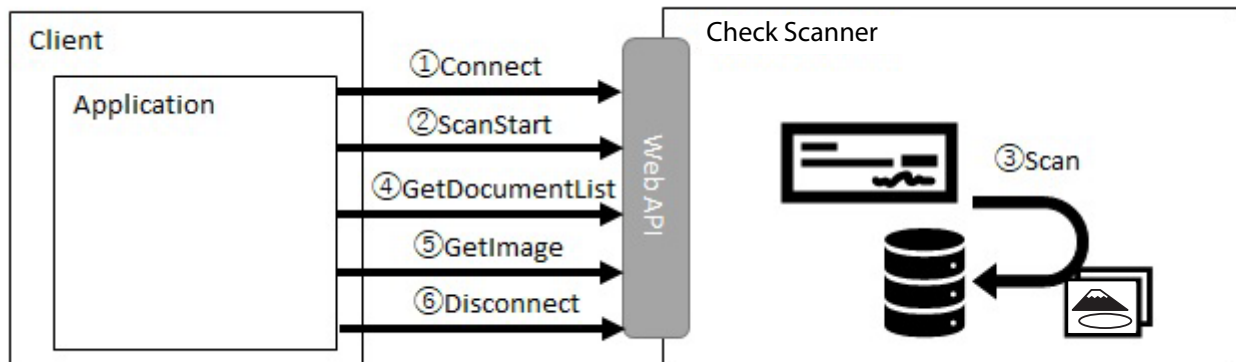 Client
Application
①Connect
②ScanStart
④GetDocumentList
⑤GetImage
⑥Disconnect
Web API
Check Scanner
③Scan